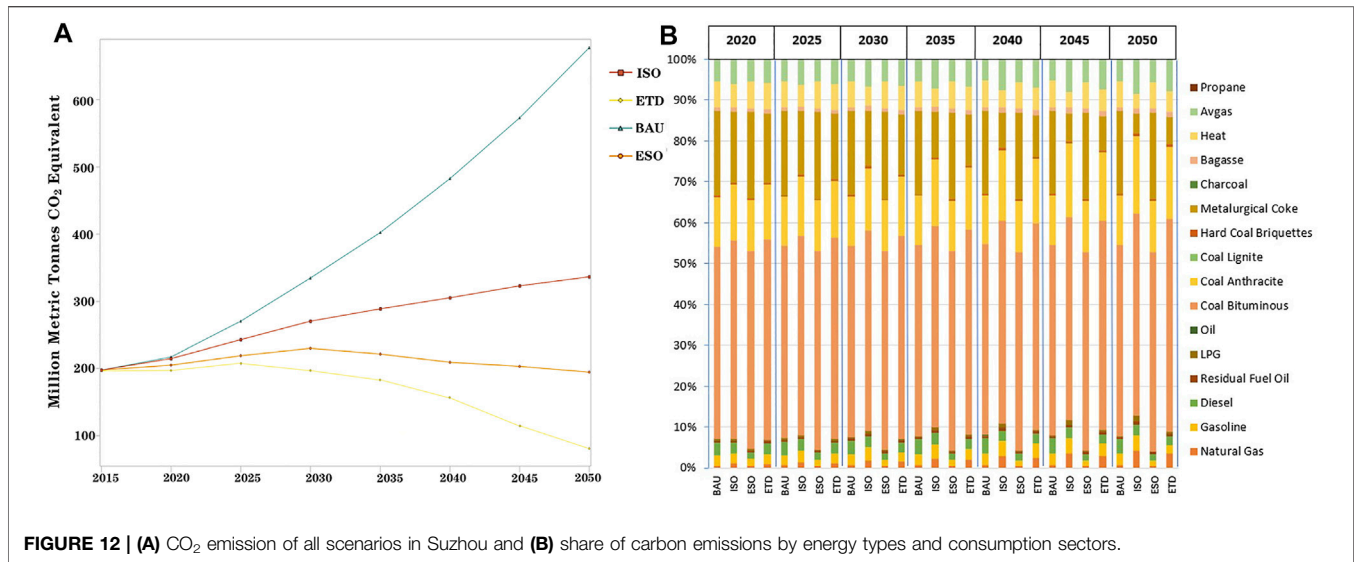 A
Million Metric Tonnes CO₂ Equivalent
600
500
400
300
200
100
2015 2020 2025 2030 2035 2040 2045 2050
ISO
ETD
BAU
ESO
B
2020 2025 2030 2035 2040 2045 2050
100%
90%
80%
70%
60%
50%
40%
30%
20%
10%
0%
BAU ISO ESO ETD BAU ISO ESO ETD BAU ISO ESO ETD BAU ISO ESO ETD BAU ISO ESO ETD BAU ISO ESO ETD BAU ISO ESO ETD
Propane
Avgas
Heat
Bagasse
Charcoal
Metalurgical Coke
Hard Coal Briquettes
Coal Lignite
Coal Anthracite
Coal Bituminous
Oil
LPG
Residual Fuel Oil
Diesel
Gasoline
Natural Gas
FIGURE 12 | (A) CO₂ emission of all scenarios in Suzhou and (B) share of carbon emissions by energy types and consumption sectors.